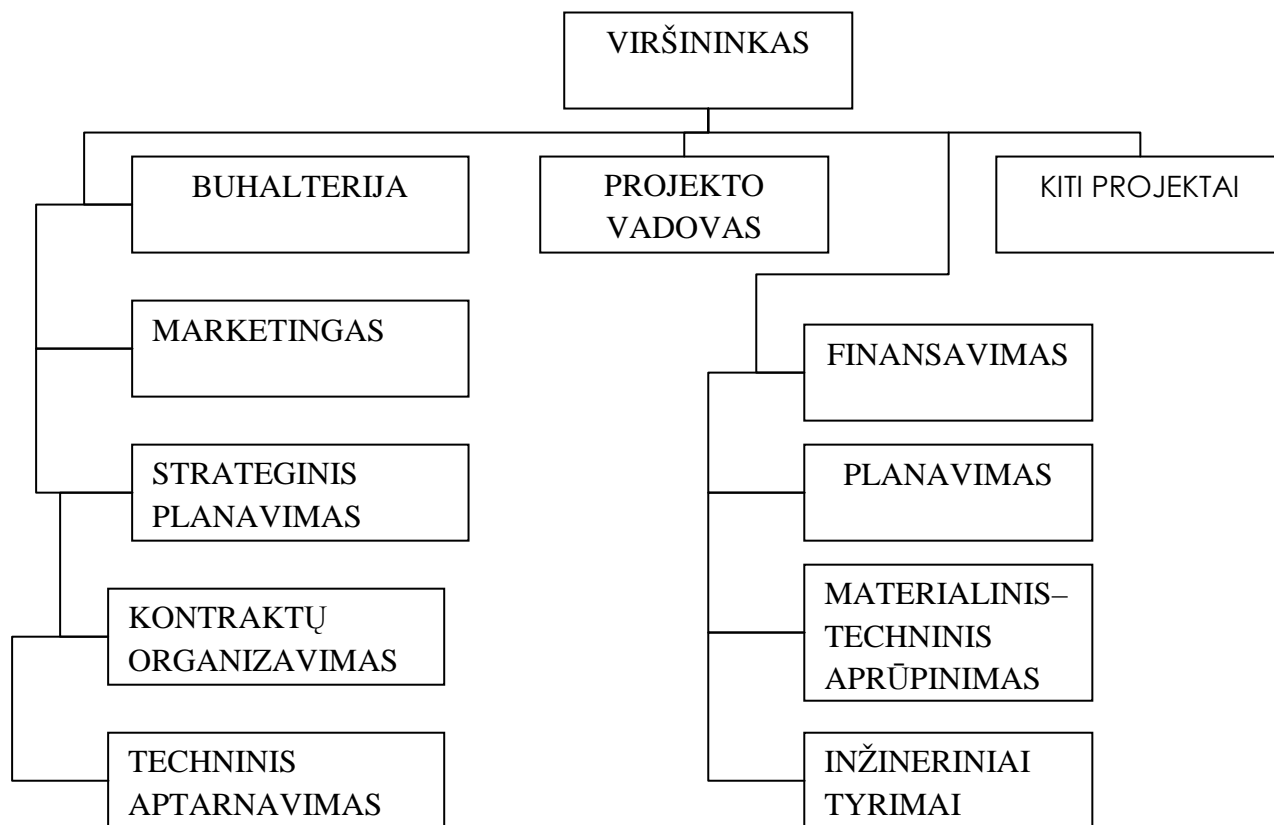 VIRŠININKAS
BUHALTERIJA
PROJEKTO
VADOVAS
KITI PROJEKTAI
MARKETINGAS
FINANSAVIMAS
STRATEGINIS
PLANAVIMAS
PLANAVIMAS
KONTRAKTŲ
ORGANIZAVIMAS
MATERIALINIS–
TECHNINIS
APRŪPINIMAS
TECHNINIS
APTARNAVIMAS
INŽINERINIAI
TYRIMAI